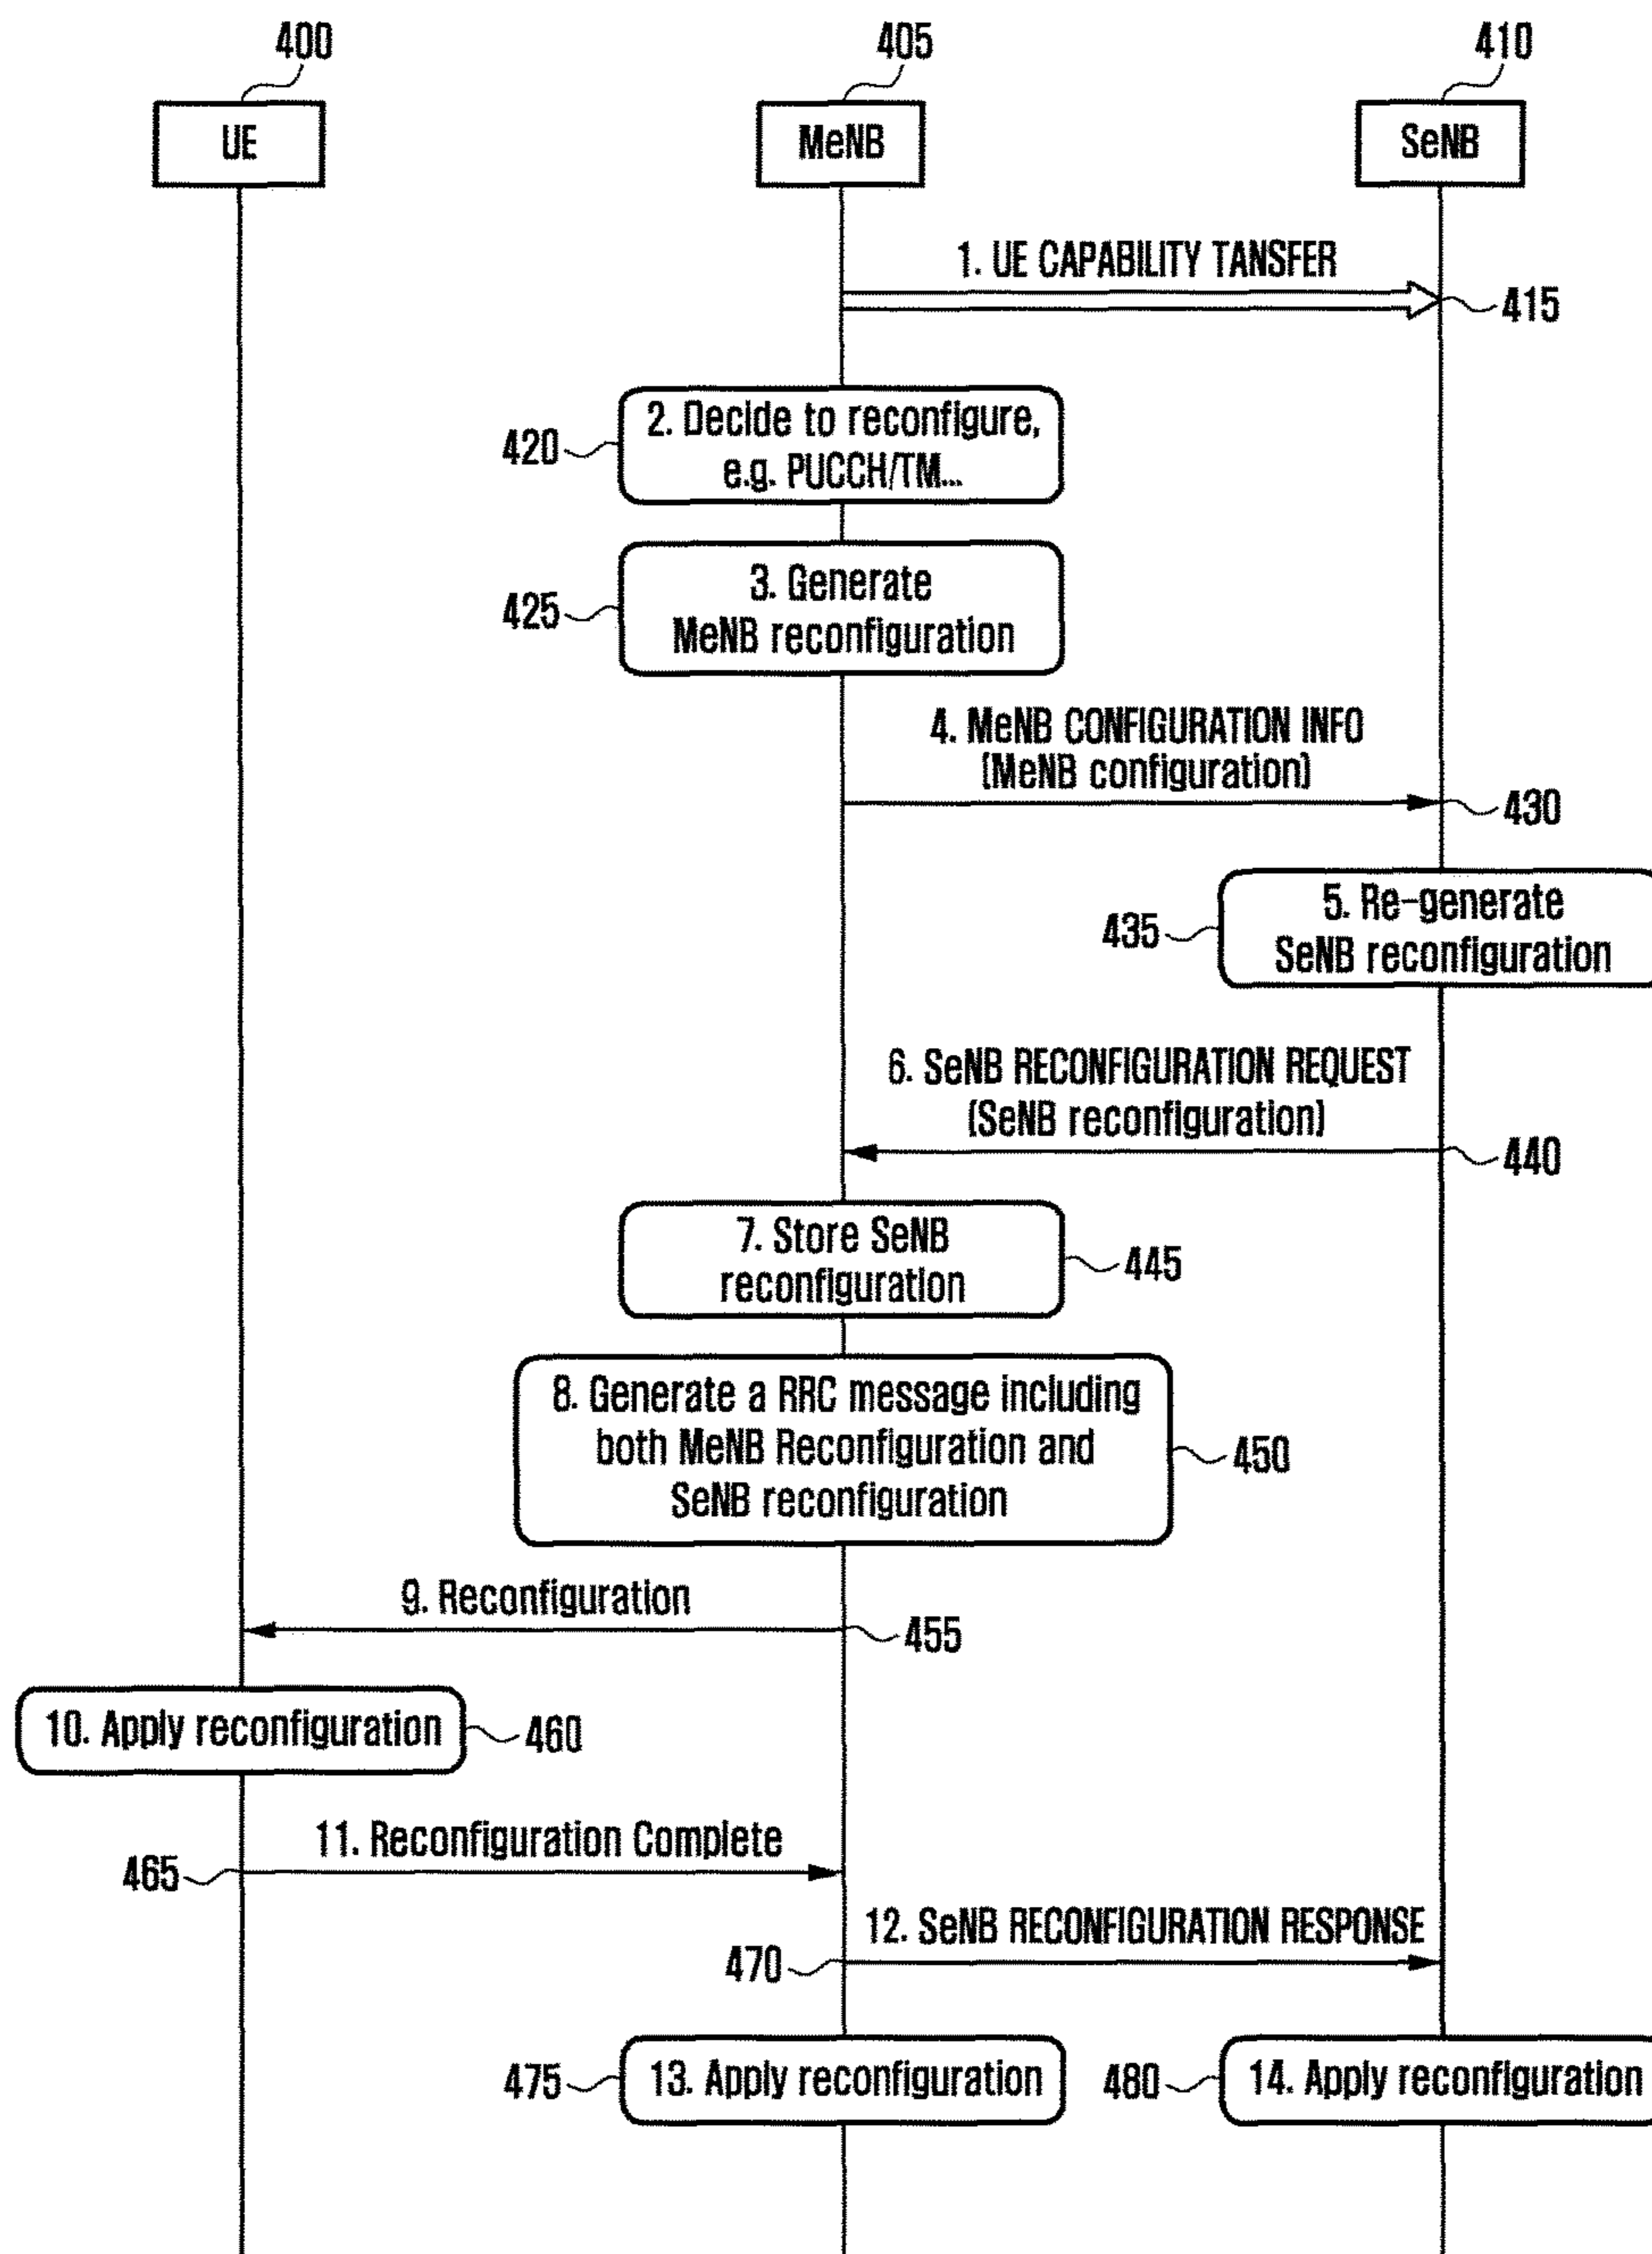 400
405
410
UE
MeNB
SeNB
1. UE CAPABILITY TANSFER
415
2. Decide to reconfigure,
e.g. PUCCH/TM...
420
3. Generate
MeNB reconfiguration
425
4. MeNB CONFIGURATION INFO
(MeNB configuration)
430
5. Re-generate
SeNB reconfiguration
435
6. SeNB RECONFIGURATION REQUEST
(SeNB reconfiguration)
440
7. Store SeNB
reconfiguration
445
8. Generate a RRC message including
both MeNB Reconfiguration and
SeNB reconfiguration
450
9. Reconfiguration
455
10. Apply reconfiguration
460
11. Reconfiguration Complete
465
12. SeNB RECONFIGURATION RESPONSE
470
475
13. Apply reconfiguration
480
14. Apply reconfiguration